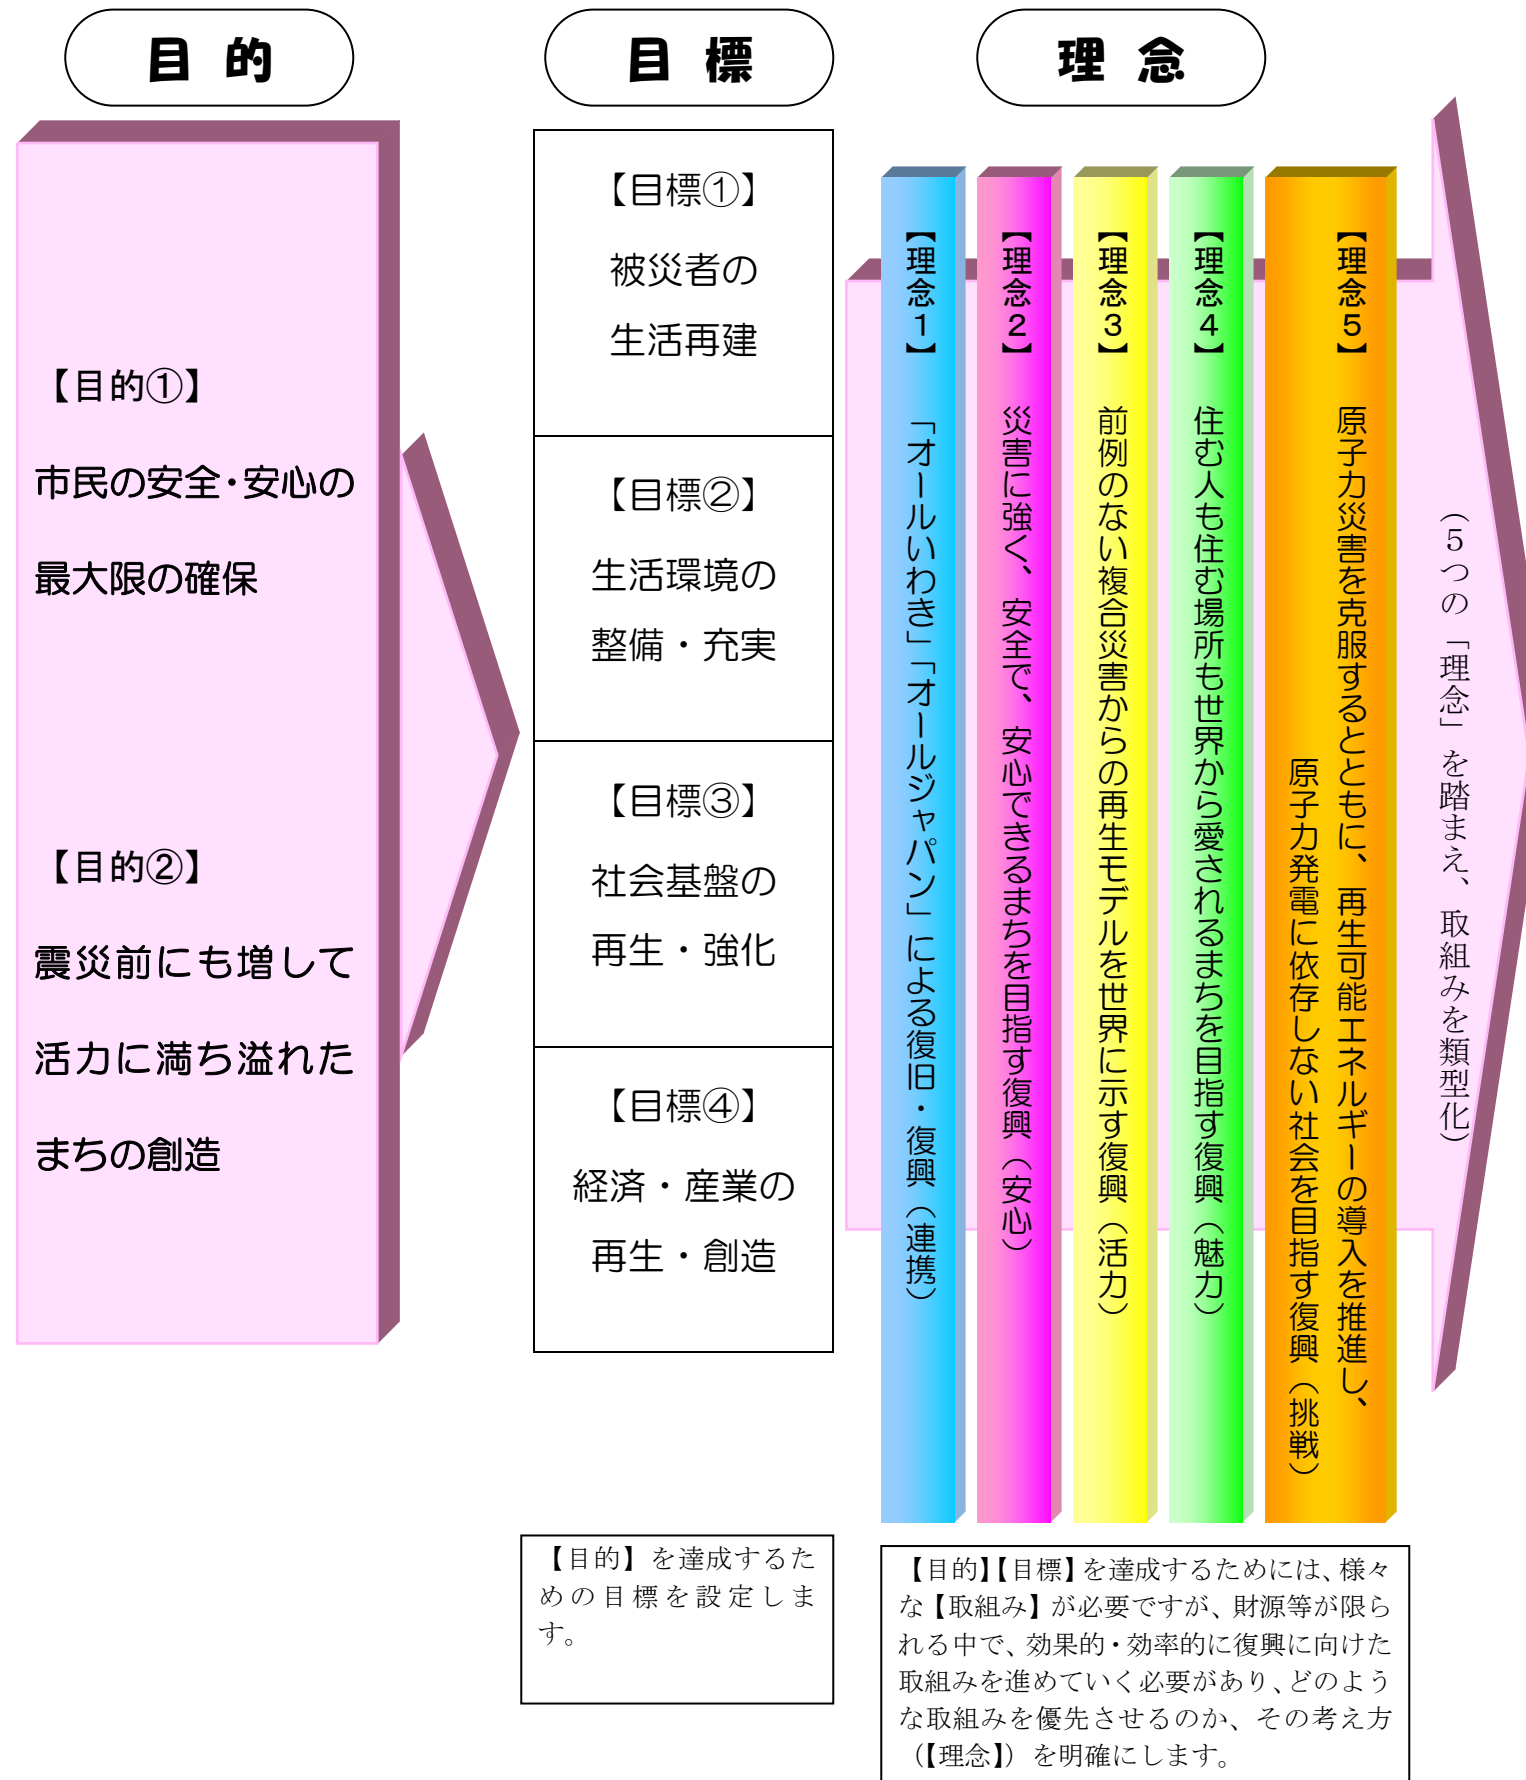 目的
目標
理念
【目的①】
市民の安全・安心の
最大限の確保
【目的②】
震災前にも増して
活力に満ち溢れた
まちの創造
【目標①】
被災者の
生活再建
【目標②】
生活環境の
整備・充実
【目標③】
社会基盤の
再生・強化
【目標④】
経済・産業の
再生・創造
【理念1】 「オールいわき」「オールジャパン」による復旧・復興（連携）
【理念2】 災害に強く、安全で、安心できるまちを目指す復興（安心）
【理念3】 前例のない複合災害からの再生モデルを世界に示す復興（活力）
【理念4】 住む人も住む場所も世界から愛されるまちを目指す復興（魅力）
【理念5】 原子力災害を克服するとともに、再生可能エネルギーの導入を推進し、
原子力発電に依存しない社会を目指す復興（挑戦）
（５つの「理念」を踏まえ、取組みを類型化）
【目的】を達成するた
めの目標を設定しま
す。
【目的】【目標】を達成するためには、様々
な【取組み】が必要ですが、財源等が限ら
れる中で、効果的・効率的に復興に向けた
取組みを進めていく必要があり、どのよう
な取組みを優先させるのか、その考え方
（【理念】）を明確にします。